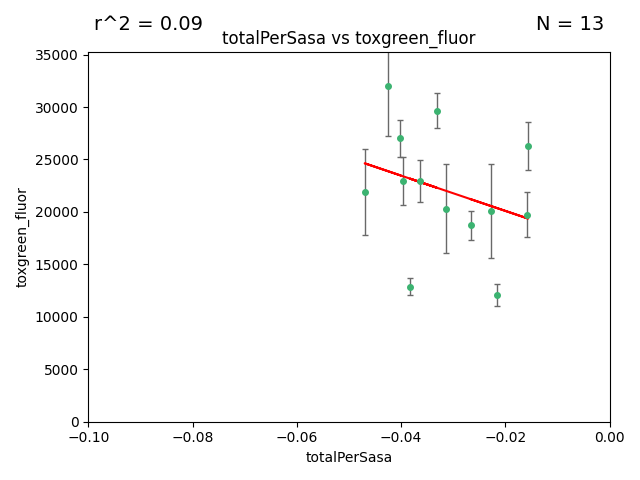 r^2 = 0.09
N = 13
totalPerSasa vs toxgreen_fluor
35000
30000
25000
20000
15000
10000
5000
0
toxgreen_fluor
−0.10
−0.08
−0.06
−0.04
−0.02
0.00
totalPerSasa